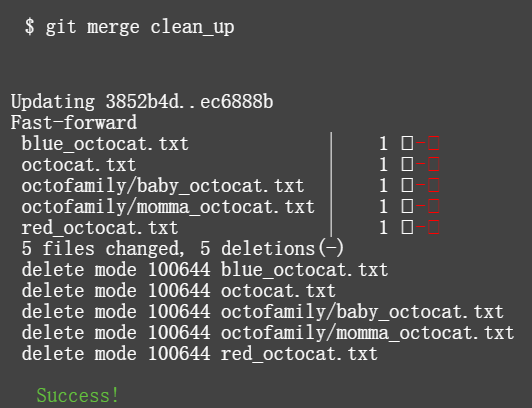 $ git merge clean_up
Updating 3852b4d..ec6888b
Fast-forward
blue_octocat.txt | 1 □-□
octocat.txt | 1 □-□
octofamily/baby_octocat.txt | 1 □-□
octofamily/momma_octocat.txt | 1 □-□
red_octocat.txt | 1 □-□
5 files changed, 5 deletions(-)
delete mode 100644 blue_octocat.txt
delete mode 100644 octocat.txt
delete mode 100644 octofamily/baby_octocat.txt
delete mode 100644 octofamily/momma_octocat.txt
delete mode 100644 red_octocat.txt
Success!